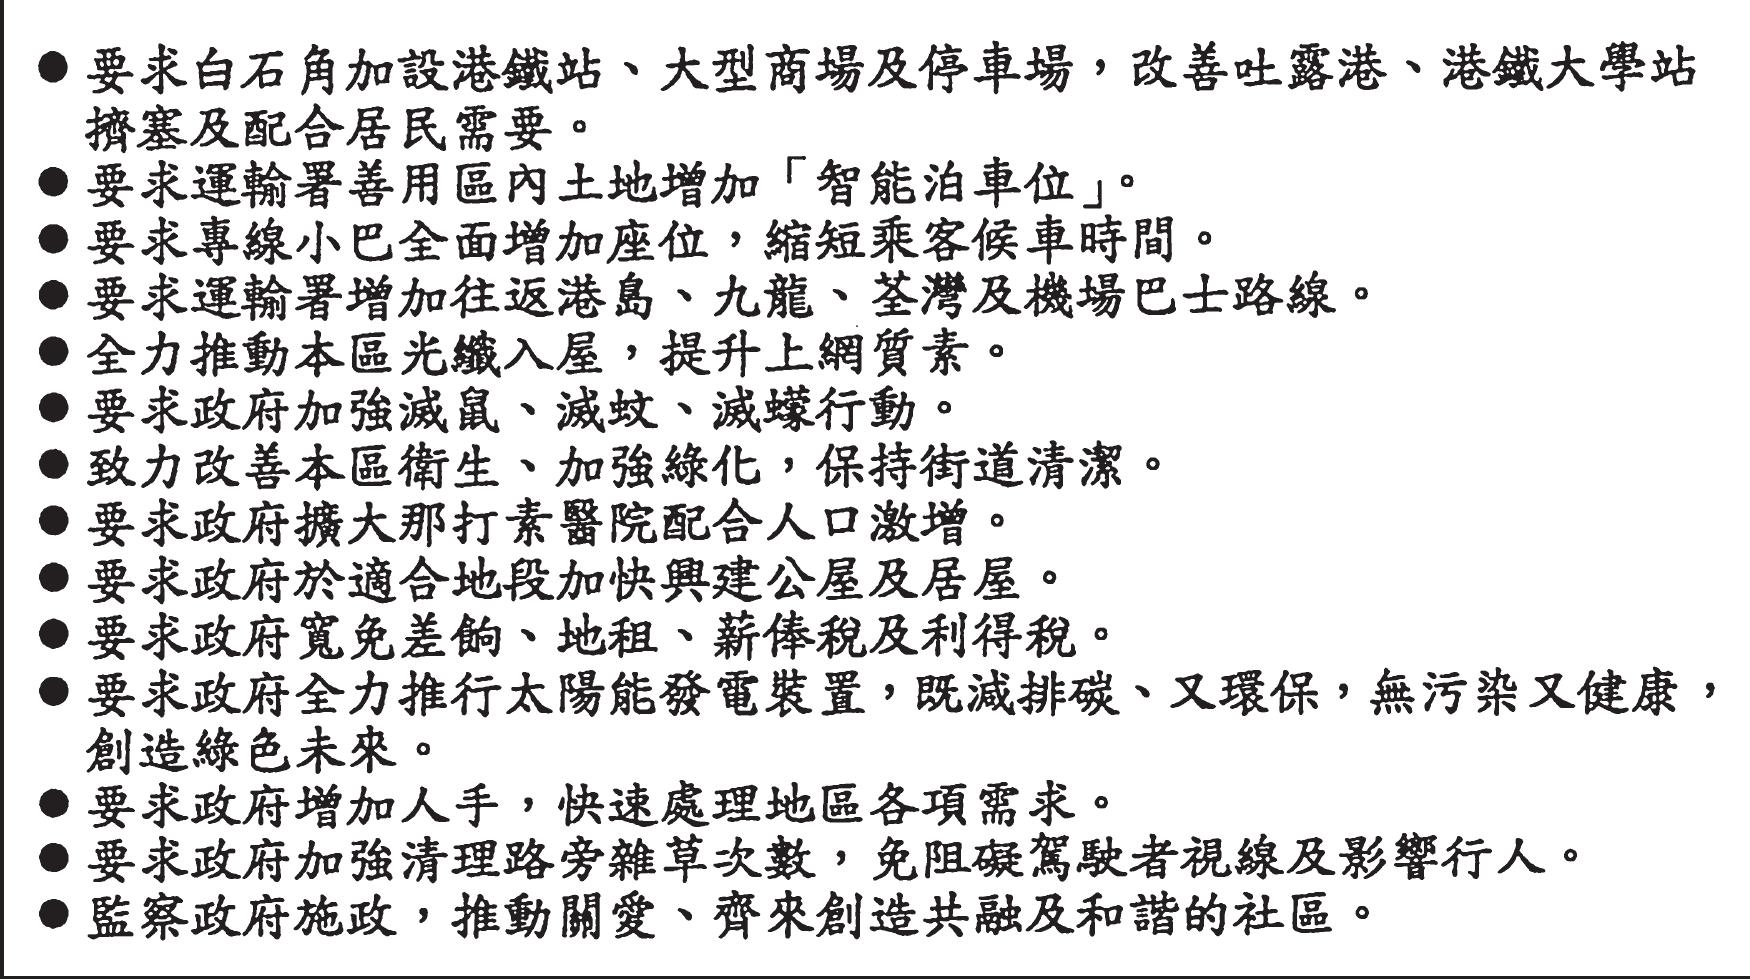 ● 要求白石角加設港鐵站、大型商場及停車場，改善吐露港、港鐵大學站
擠塞及配合居民需要。
● 要求運輸署善用區內土地增加「智能泊車位」。
● 要求專線小巴全面增加座位，縮短乘客候車時間。
● 要求運輸署增加往返港島、九龍、荃灣及機場巴士路線。
● 全力推動本區光纖入屋，提升上網質素。
● 要求政府加強滅鼠、滅蚊、滅蠓行動。
● 致力改善本區衛生、加強綠化，保持街道清潔。
● 要求政府擴大那打素醫院配合人口激增。
● 要求政府於適合地段加快興建公屋及居屋。
● 要求政府寬免差餉、地租、薪俸稅及利得稅。
● 要求政府全力推行太陽能發電裝置，既減排碳、又環保，無污染又健康，
創造綠色未來。
● 要求政府增加人手，快速處理地區各項需求。
● 要求政府加強清理路旁雜草次數，免阻礙駕駛者視線及影響行人。
● 監察政府施政，推動關愛、齊來創造共融及和諧的社區。